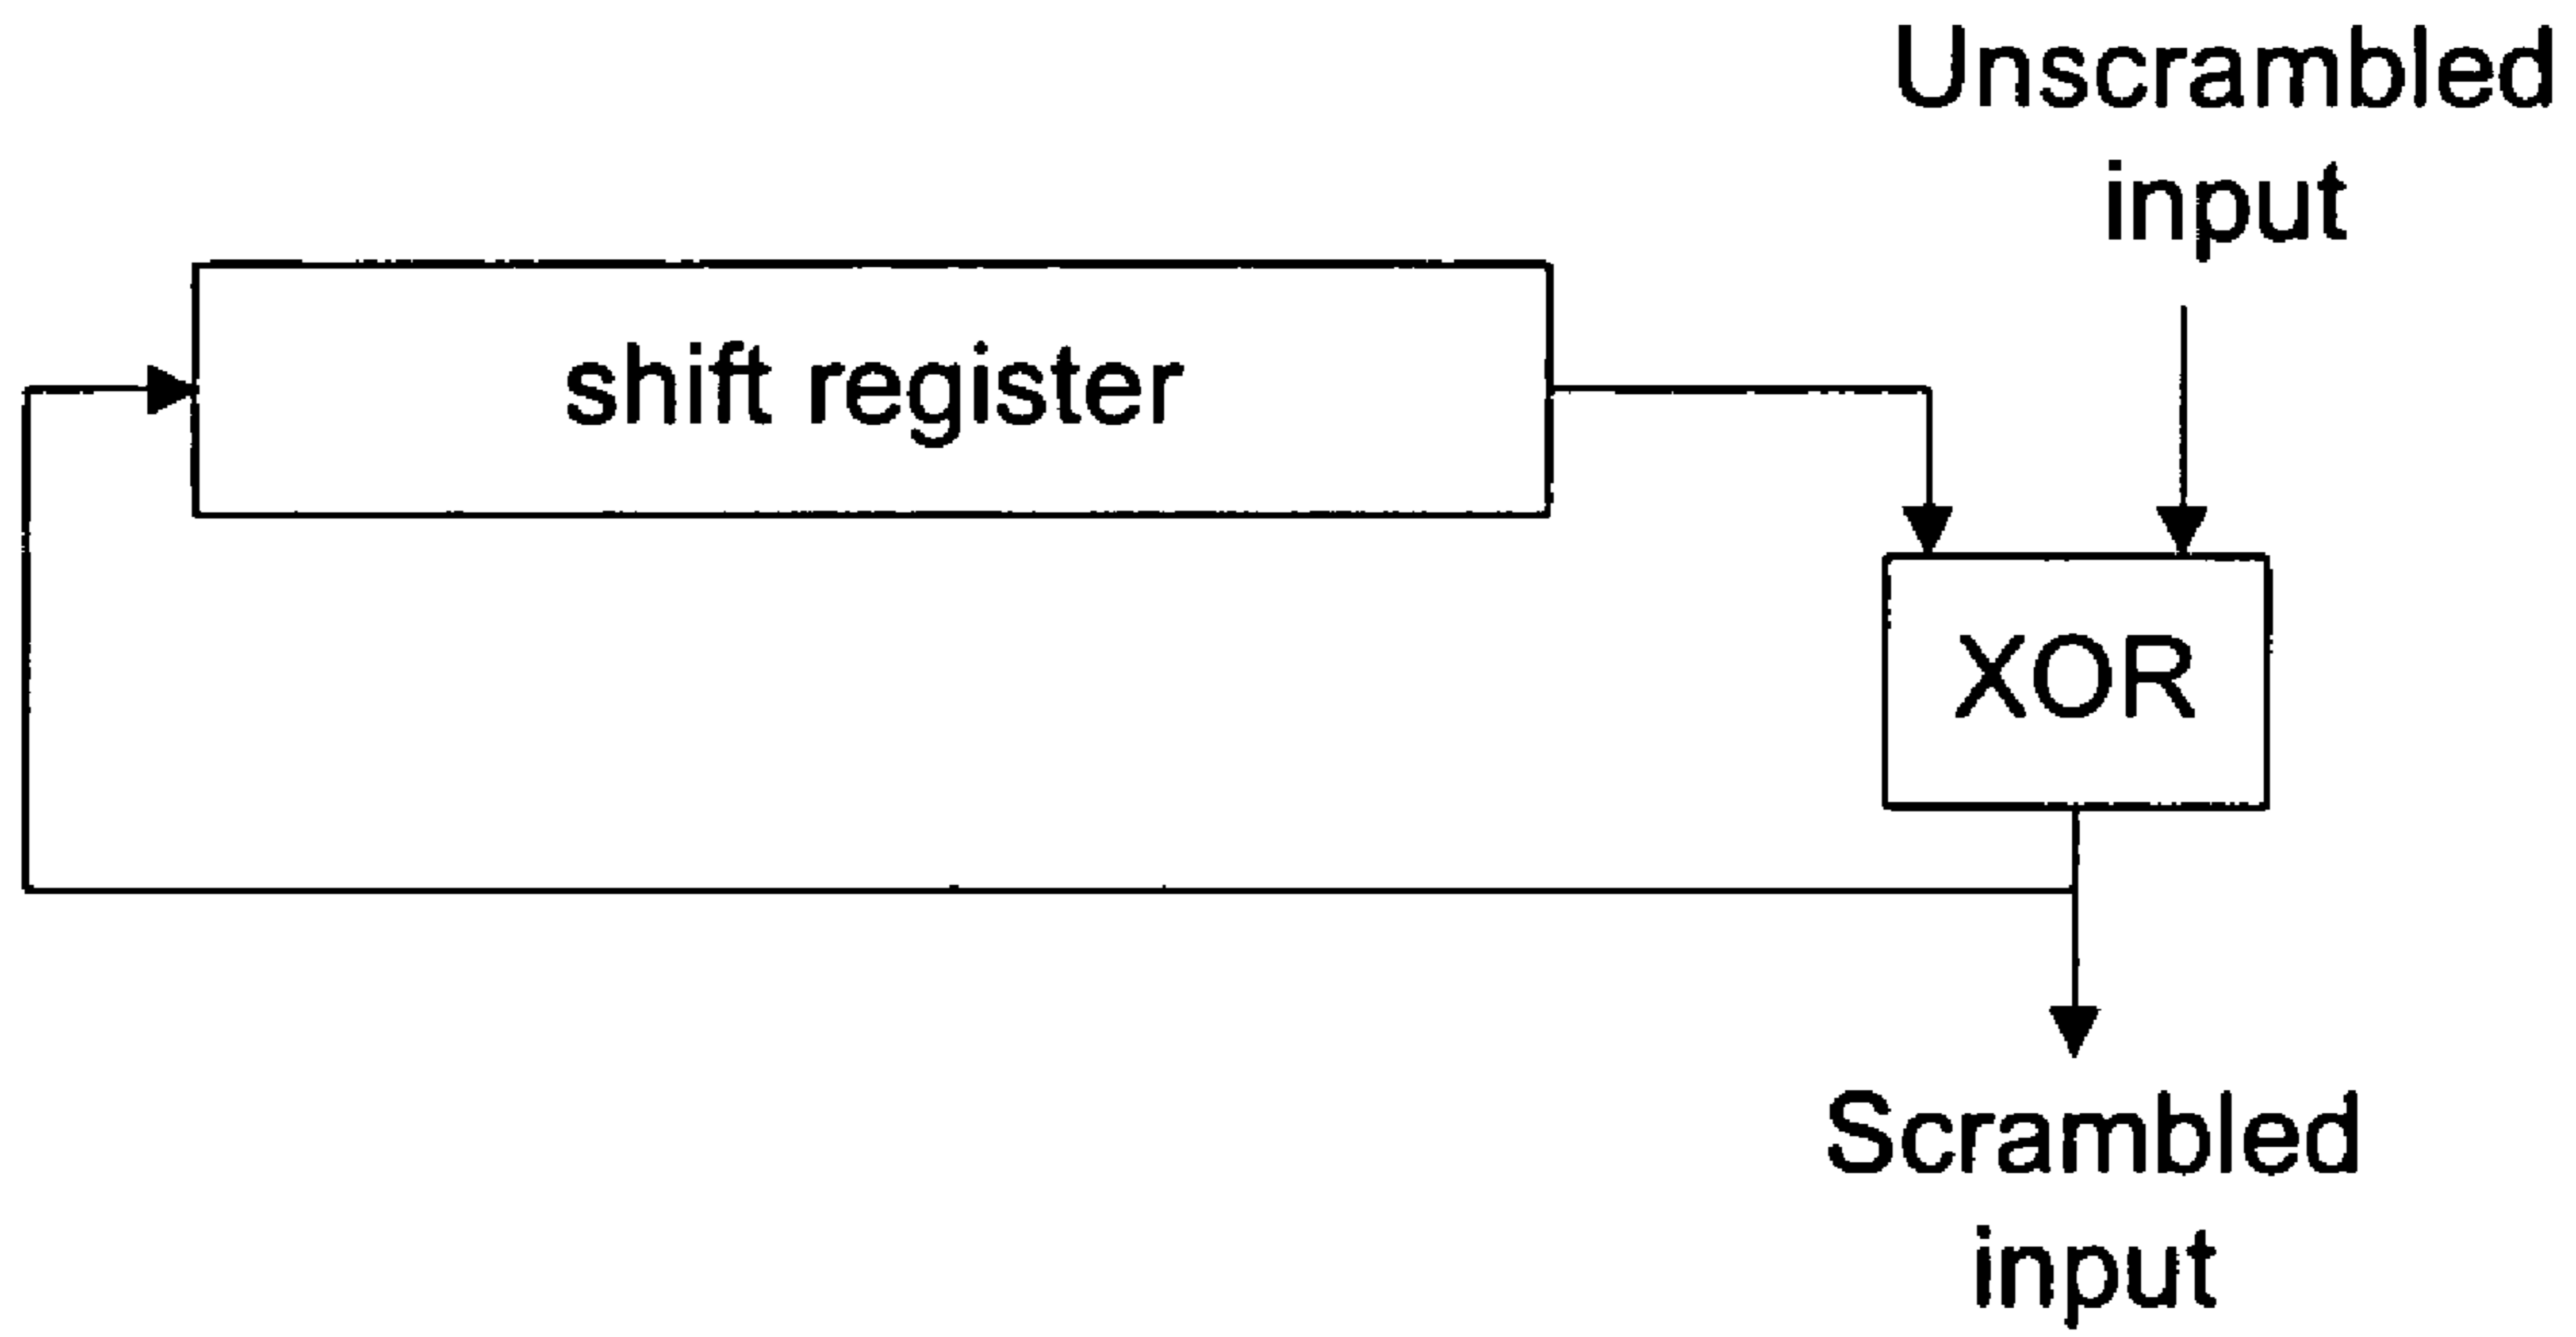 Unscrambled
input
shift register
XOR
Scrambled
input